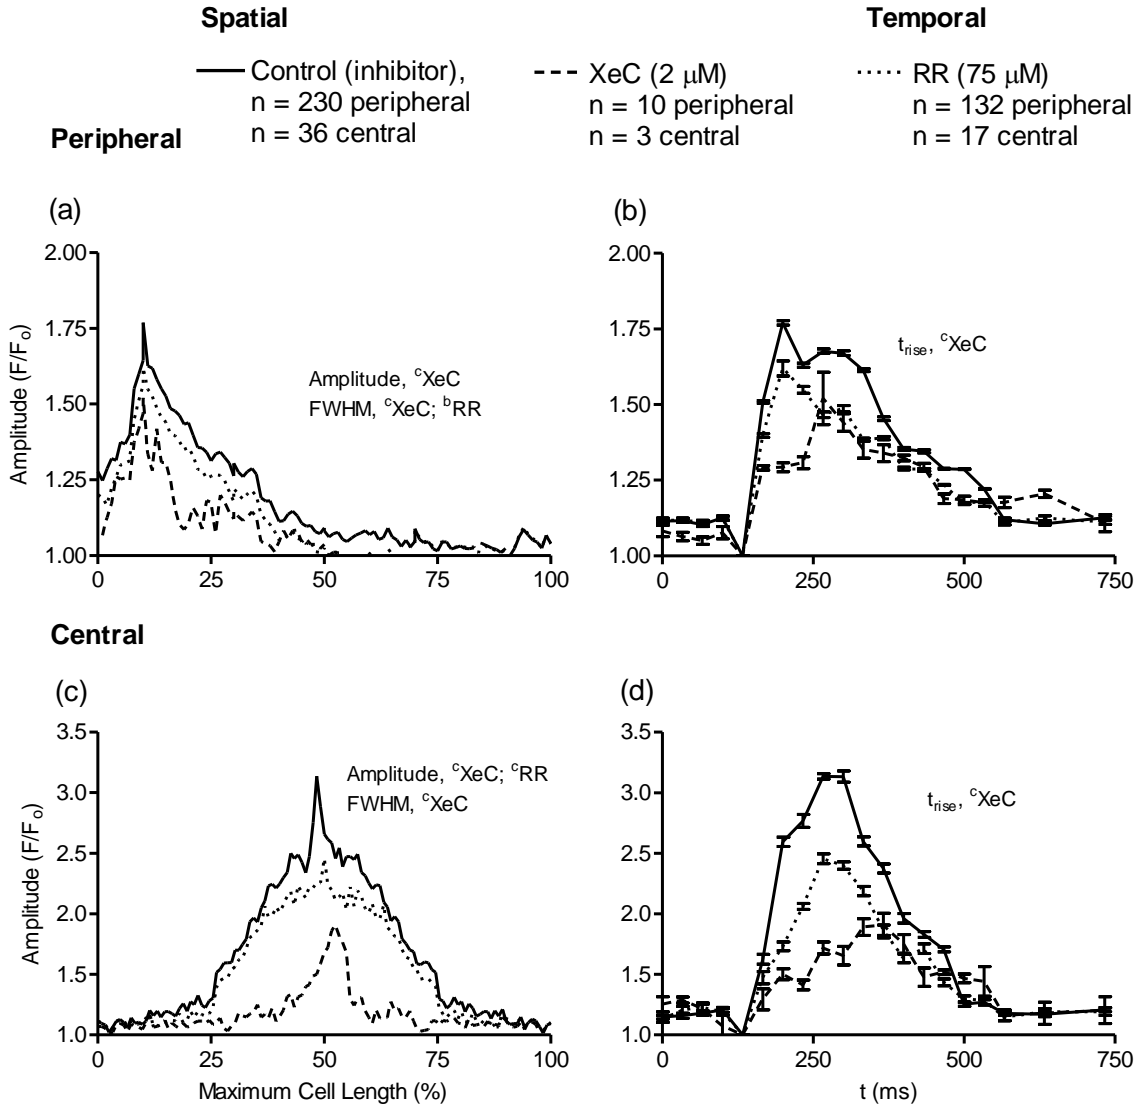 Spatial
Temporal
Control (inhibitor),
n = 230 peripheral
n = 36 central
XeC (2 μM)
n = 10 peripheral
n = 3 central
RR (75 μM)
n = 132 peripheral
n = 17 central
Peripheral
(a)
2.00
1.75
1.50
1.25
1.00
Amplitude (F/Fo)
Amplitude, cXeC
FWHM, cXeC; bRR
0 25 50 75 100
(b)
2.00
1.75
1.50
1.25
1.00
trise, cXeC
0 250 500 750
Central
(c)
3.5
3.0
2.5
2.0
1.5
1.0
Amplitude (F/Fo)
Amplitude, cXeC; cRR
FWHM, cXeC
0 25 50 75 100
Maximum Cell Length (%)
(d)
3.5
3.0
2.5
2.0
1.5
1.0
trise, cXeC
0 250 500 750
t (ms)